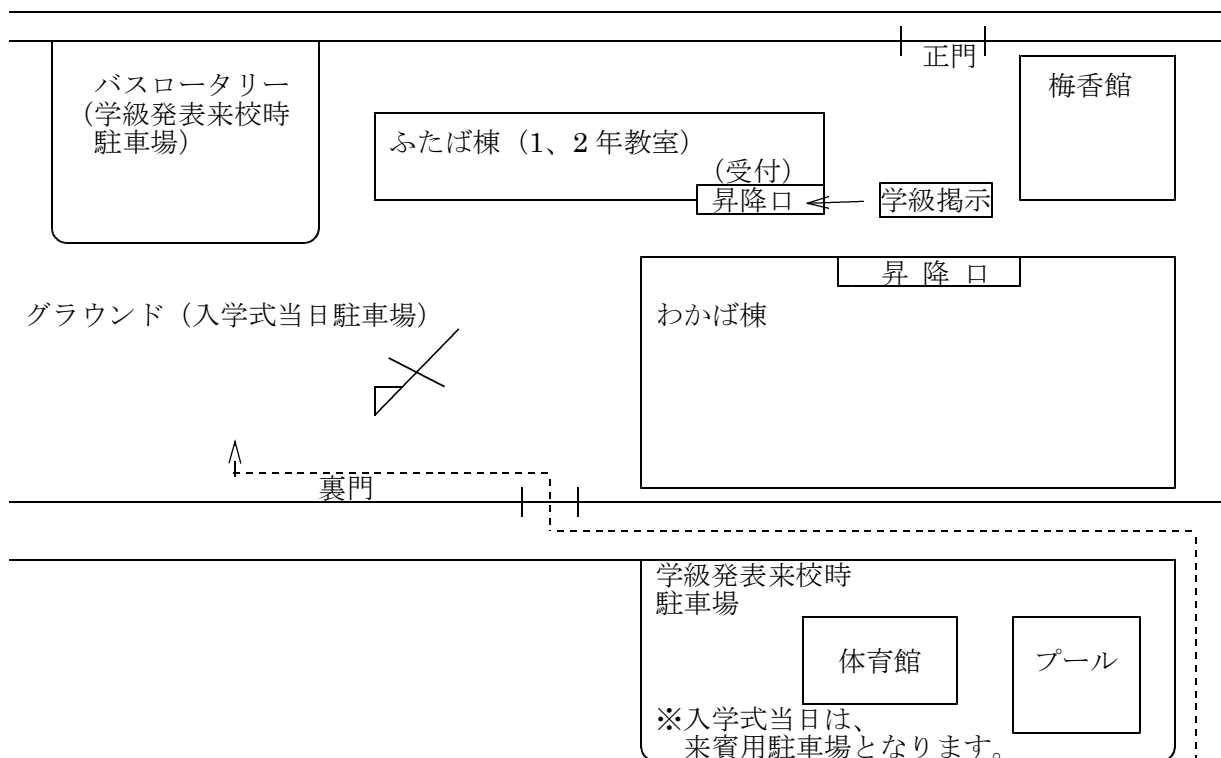 正門
バスロータリー
(学級発表来校時
駐車場)
梅香館
ふたば棟（1、2 年教室）
(受付)
昇降口
学級掲示
昇 降 口
グラウンド（入学式当日駐車場）
わかば棟
裏門
学級発表来校時
駐車場
体育館
プール
※入学式当日は、
来賓用駐車場となります。